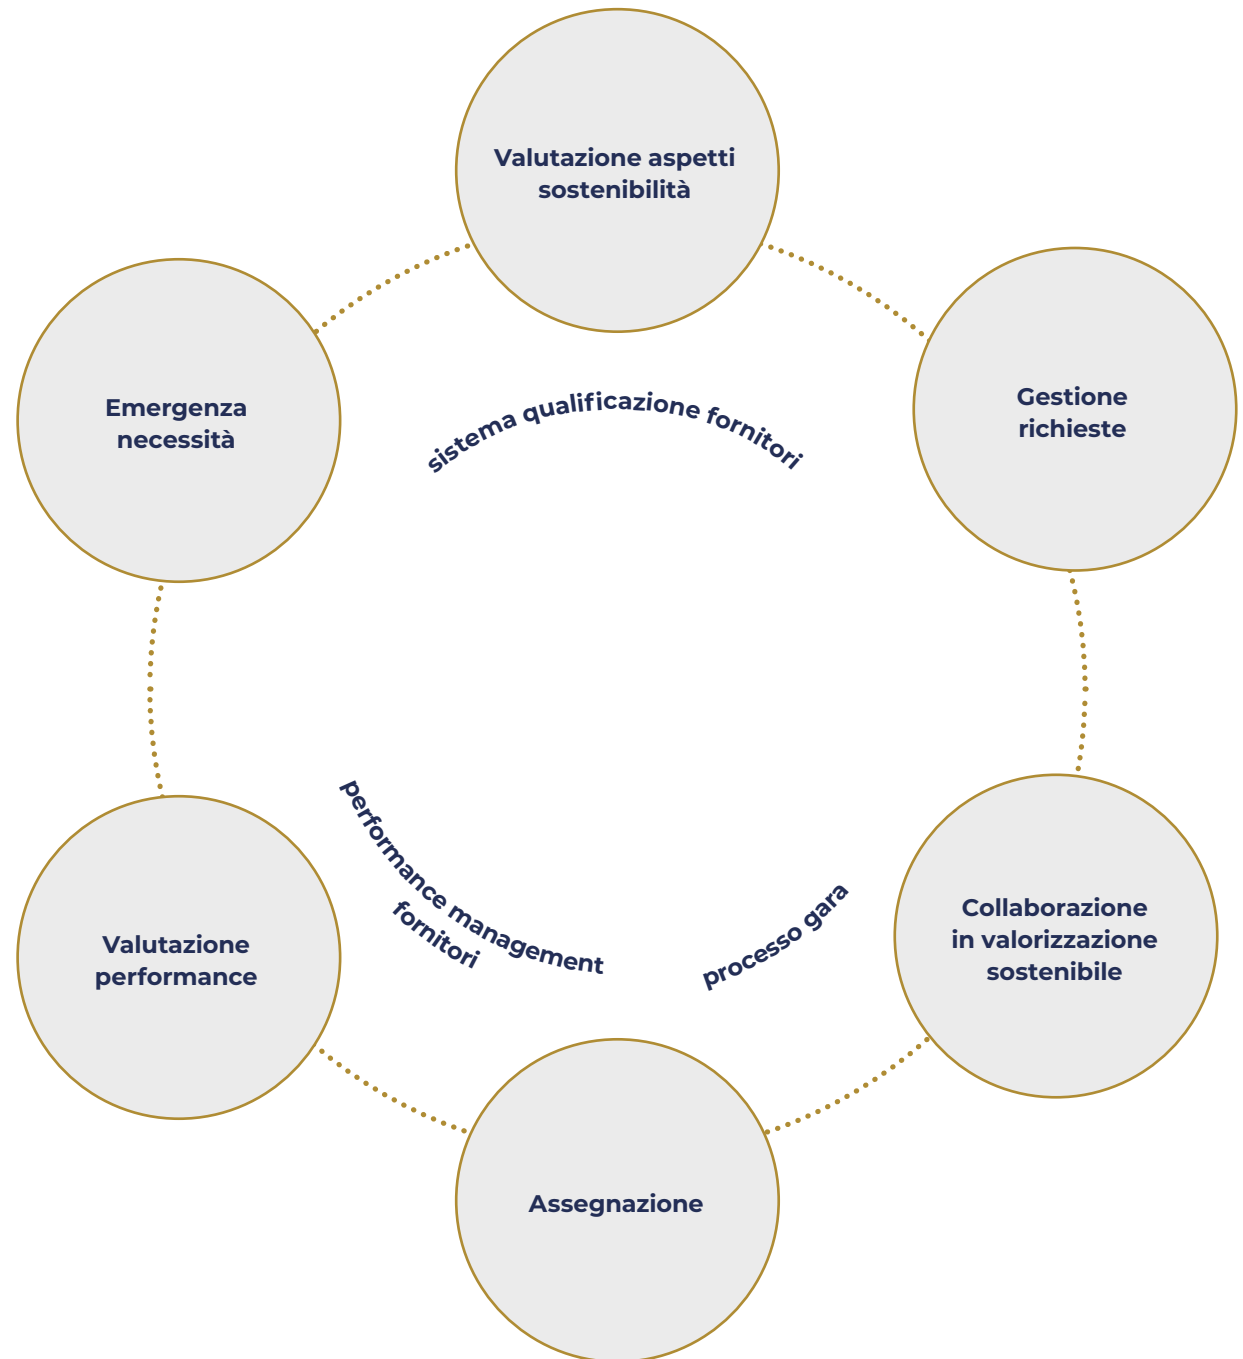 Valutazione aspetti
sostenibilità
Emergenza
necessità
Gestione
richieste
sistema qualificazione fornitori
performance management
fornitori
processo gara
Collaborazione
in valorizzazione
sostenibile
Valutazione
performance
Assegnazione